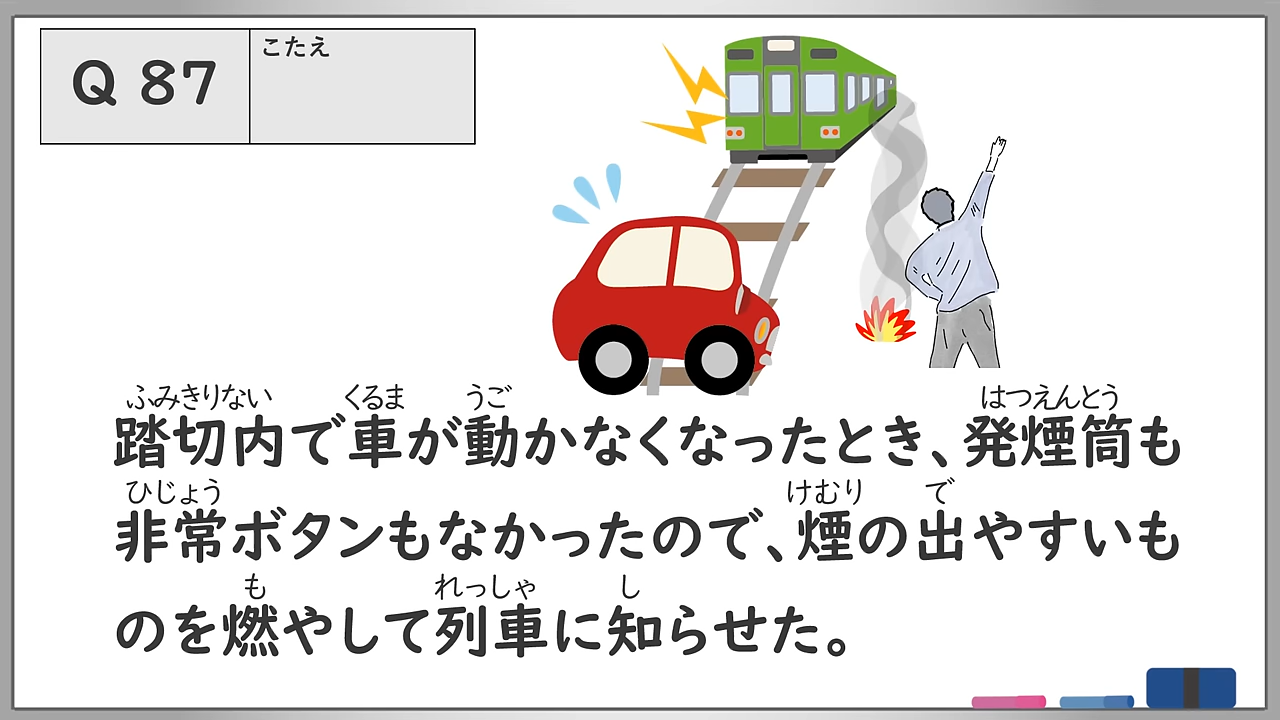 Q 87
こたえ
ふみきりない くるま うご はつえんとう
踏切内で車が動かなくなったとき、発煙筒も
ひじょう けむり で
非常ボタンもなかったので、煙の出やすいも
も れっしゃ し
のを燃やして列車に知らせた。